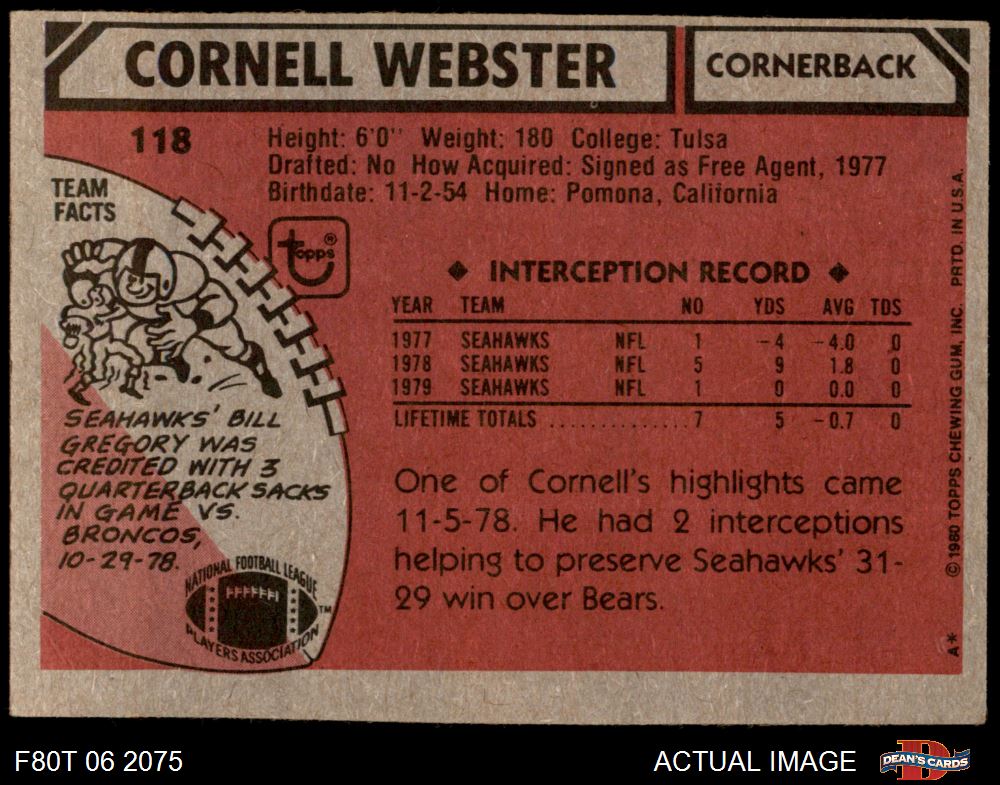 CORNELL WEBSTER
CORNERBACK
118
Height: 6'0" Weight: 180 College: Tulsa
Drafted: No How Acquired: Signed as Free Agent, 1977
Birthdate: 11-2-54 Home: Pomona, California
TEAM
FACTS
Topps®
SEAHAWKS' BILL
GREGORY WAS
CREDITED WITH 3
QUARTERBACK SACKS
IN GAME VS.
BRONCOS,
10-29-78.
NATIONAL FOOTBALL LEAGUE
PLAYERS ASSOCIATION ™
◆ INTERCEPTION RECORD ◆
YEAR TEAM NO YDS AVG TDS
1977 SEAHAWKS NFL 1 -4 -4.0 0
1978 SEAHAWKS NFL 5 9 1.8 0
1979 SEAHAWKS NFL 1 0 0.0 0
LIFETIME TOTALS ..............7 5 -0.7 0
One of Cornell's highlights came
11-5-78. He had 2 interceptions
helping to preserve Seahawks' 31-
29 win over Bears.
A* ©1980 TOPPS CHEWING GUM, INC. PRTD. IN U.S.A.
F80T 06 2075
ACTUAL IMAGE
D
DEAN'S CARDS